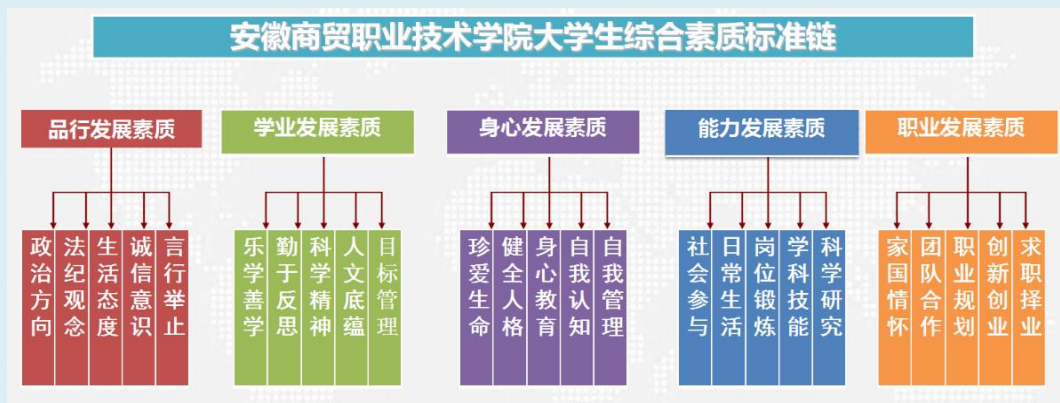 安徽商贸职业技术学院大学生综合素质标准链
品行发展素质
政治方向
法纪观念
生活态度
诚信意识
言行举止
学业发展素质
乐学善学
勤于反思
科学精神
人文底蕴
目标管理
身心发展素质
珍爱生命
健全人格
身心教育
自我认知
自我管理
能力发展素质
社会参与
日常生活
岗位锻炼
学科技能
科学研究
职业发展素质
家国情怀
团队合作
职业规划
创新创业
求职择业